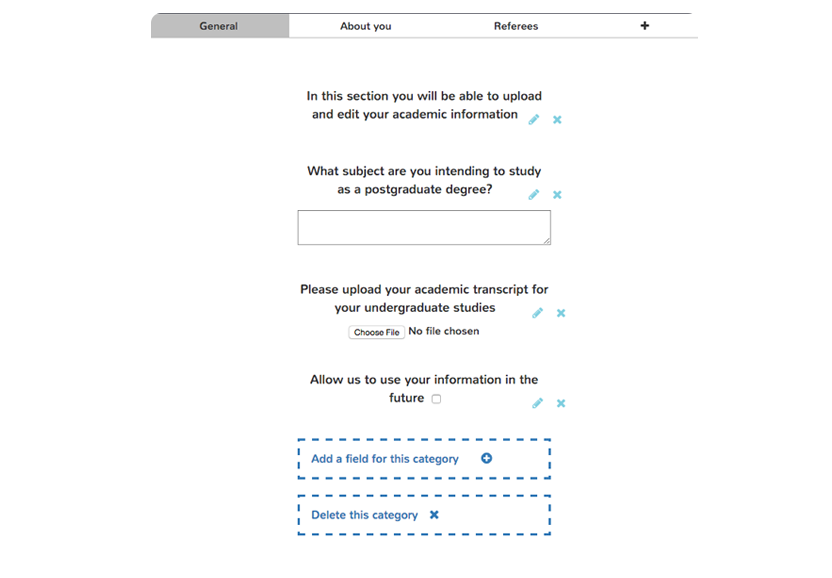 General About you Referees +
In this section you will be able to upload
and edit your academic information
What subject are you intending to study
as a postgraduate degree?
Please upload your academic transcript for
your undergraduate studies
Choose File No file chosen
Allow us to use your information in the
future
Add a field for this category
Delete this category